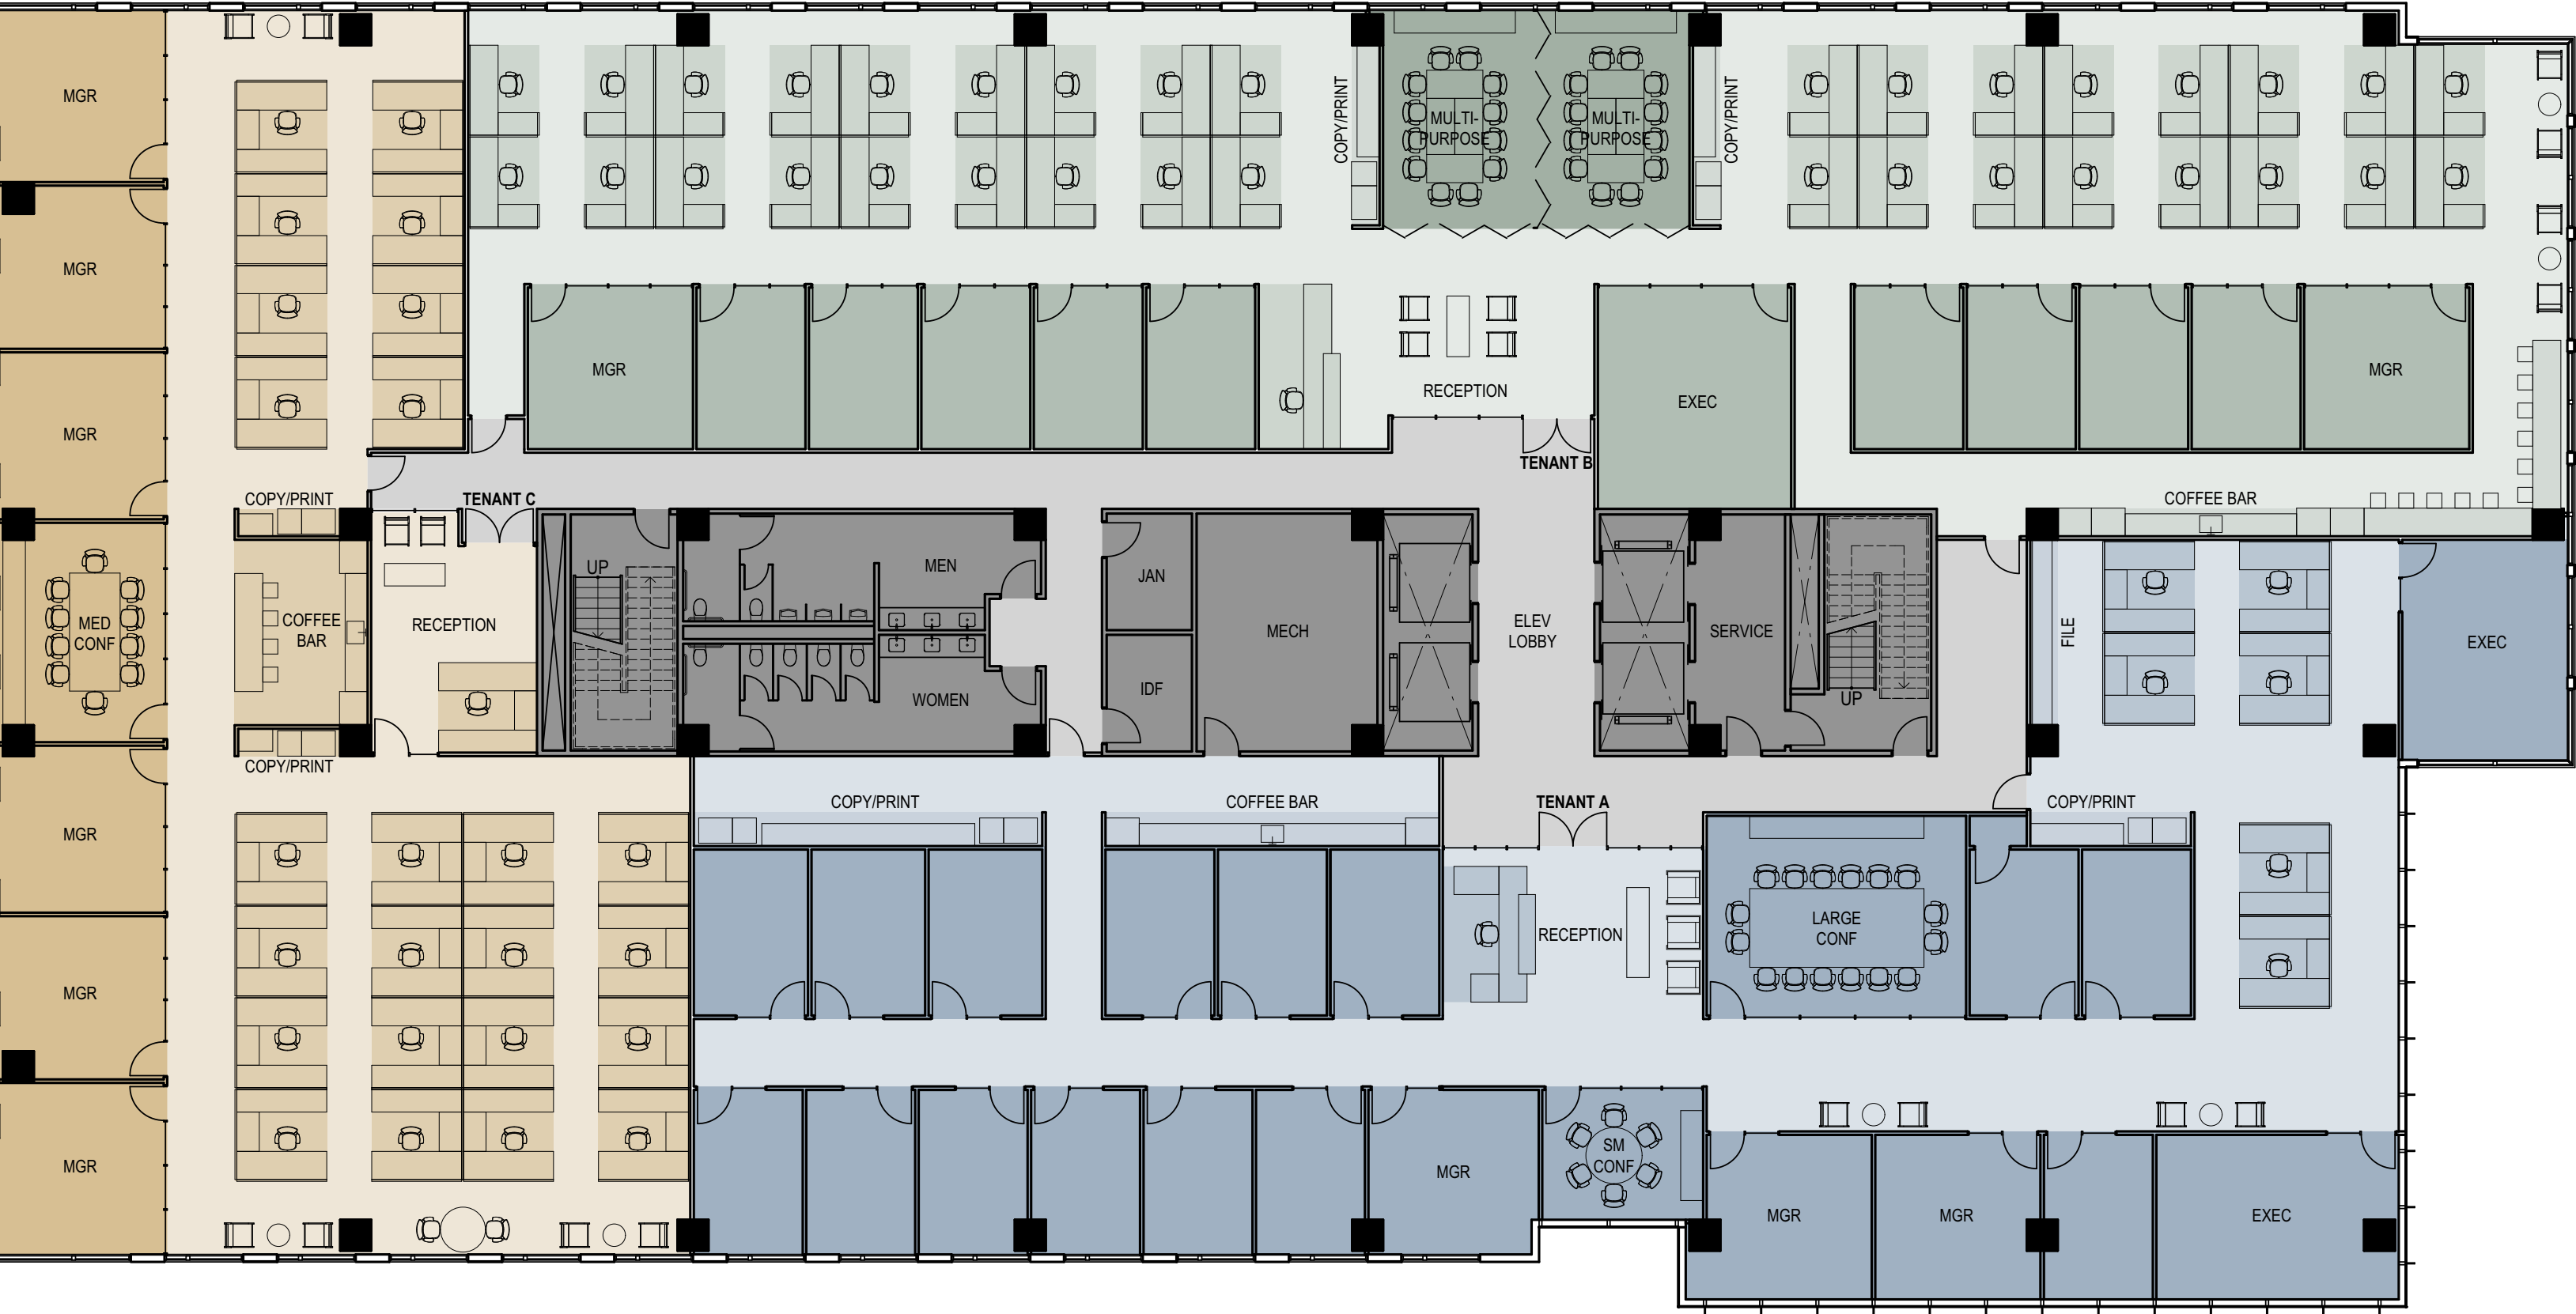 MGR
COPY/PRINT
MULTI-
PURPOSE
MULTI-
PURPOSE
COPY/PRINT
MGR
MGR
RECEPTION
EXEC
MGR
MGR
TENANT B
COPY/PRINT
TENANT C
COFFEE BAR
MED
CONF
COFFEE
BAR
RECEPTION
UP
MEN
WOMEN
JAN
IDF
MECH
ELEV
LOBBY
SERVICE
UP
FILE
EXEC
COPY/PRINT
COPY/PRINT
COFFEE BAR
TENANT A
COPY/PRINT
MGR
RECEPTION
LARGE
CONF
MGR
MGR
MGR
SM
CONF
MGR
MGR
EXEC